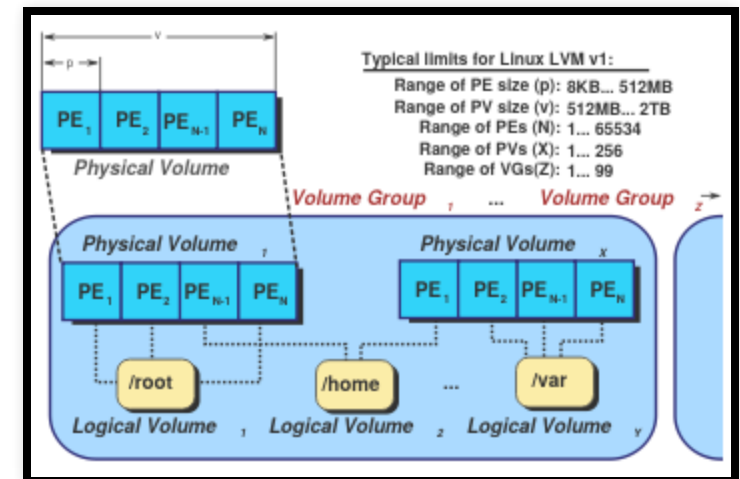 v
p
PE1 PE2 PEN-1 PEN
Physical Volume
Typical limits for Linux LVM v1:
Range of PE size (p): 8KB... 512MB
Range of PV size (v): 512MB... 2TB
Range of PEs (N): 1... 65534
Range of PVs (X): 1... 256
Range of VGs(Z): 1... 99
Volume Group 1 ... Volume Group Z
Physical Volume 1 Physical Volume X
PE1 PE2 PEN-1 PEN PE1 PE2 PEN-1 PEN
/root /home ... /var
Logical Volume 1 Logical Volume 2 Logical Volume Y